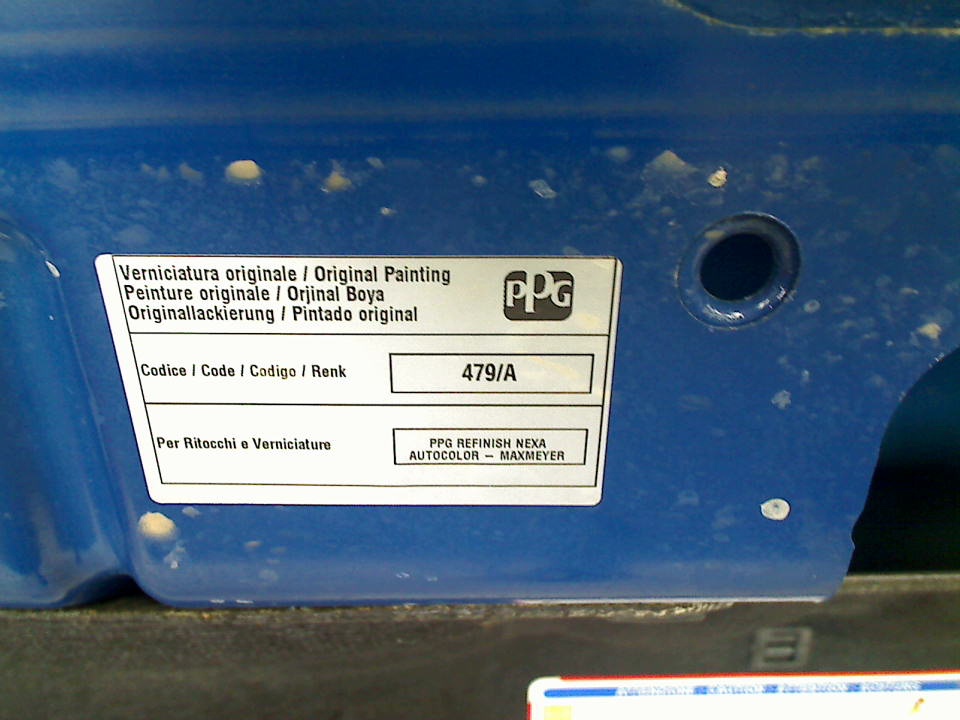 Verniciatura originale / Original Painting
Peinture originale / Orjinal Boya
Originallackierung / Pintado original
PPG
Codice / Code / Codigo / Renk
479/A
Per Ritocchi e Verniciature
PPG REFINISH NEXA
AUTOCOLOR – MAXMEYER